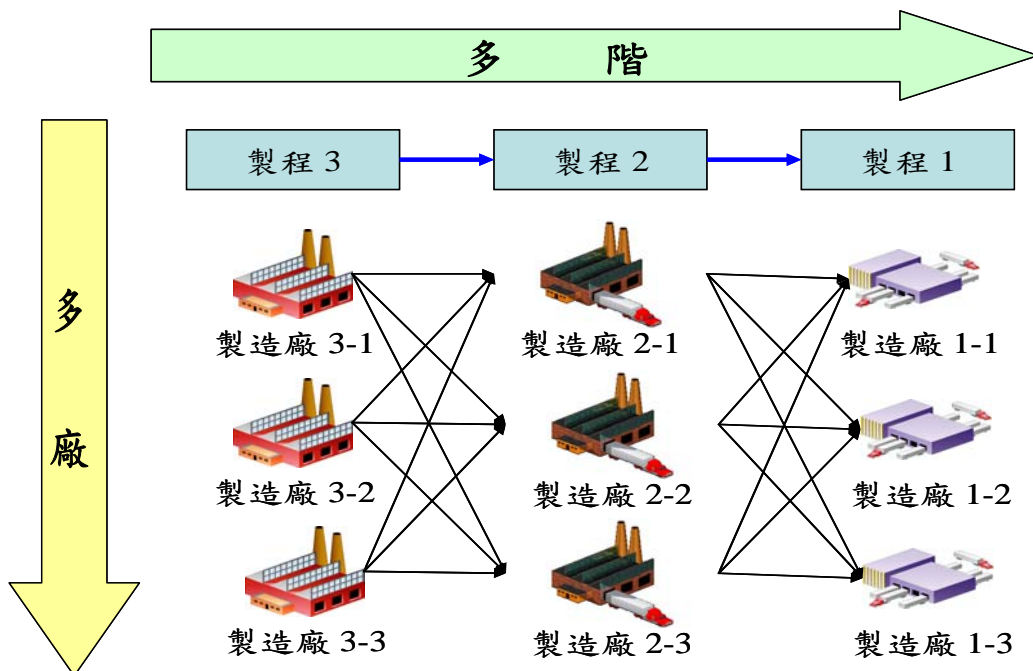 多 階
製程 3
製程 2
製程 1
多
廠
製造廠 3-1
製造廠 2-1
製造廠 1-1
製造廠 3-2
製造廠 2-2
製造廠 1-2
製造廠 3-3
製造廠 2-3
製造廠 1-3